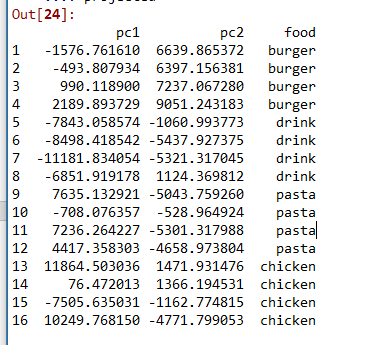 Out[24]:
pc1 pc2 food
1 -1576.761610 6639.865372 burger
2 -493.807934 6397.156381 burger
3 990.118900 7237.067280 burger
4 2189.893729 9051.243183 burger
5 -7843.058574 -1060.993773 drink
6 -8498.418542 -5437.927375 drink
7 -11181.834054 -5321.317045 drink
8 -6851.919178 1124.369812 drink
9 7635.132921 -5043.759260 pasta
10 -708.076357 -528.964924 pasta
11 7236.264227 -5301.317988 pasta
12 4417.358303 -4658.973804 pasta
13 11864.503036 1471.931476 chicken
14 76.472013 1366.194531 chicken
15 -7505.635031 -1162.774815 chicken
16 10249.768150 -4771.799053 chicken